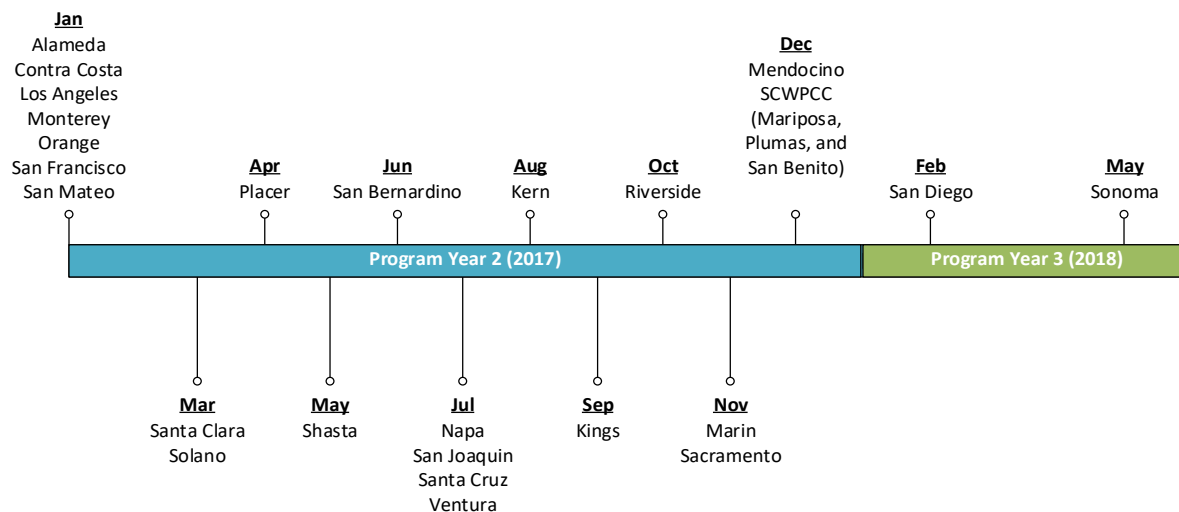 Jan
Alameda
Contra Costa
Los Angeles
Monterey
Orange
San Francisco
San Mateo
Apr
Placer
Jun
San Bernardino
Aug
Kern
Oct
Riverside
Dec
Mendocino
SCWPCC
(Mariposa,
Plumas, and
San Benito)
Feb
San Diego
May
Sonoma
Program Year 2 (2017)
Program Year 3 (2018)
Mar
Santa Clara
Solano
May
Shasta
Jul
Napa
San Joaquin
Santa Cruz
Ventura
Sep
Kings
Nov
Marin
Sacramento